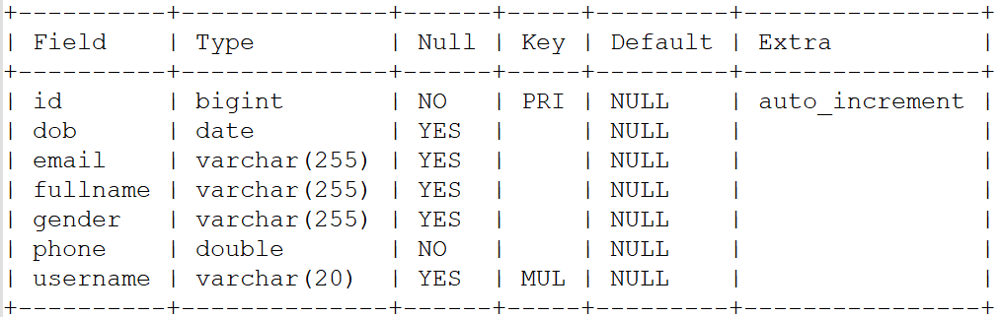 +----------+--------------+------+-----+---------+----------------+
| Field    | Type         | Null | Key | Default | Extra          |
+----------+--------------+------+-----+---------+----------------+
| id       | bigint       | NO   | PRI | NULL    | auto_increment |
| dob      | date         | YES  |     | NULL    |                |
| email    | varchar(255) | YES  |     | NULL    |                |
| fullname | varchar(255) | YES  |     | NULL    |                |
| gender   | varchar(255) | YES  |     | NULL    |                |
| phone    | double       | NO   |     | NULL    |                |
| username | varchar(20)  | YES  | MUL | NULL    |                |
+----------+--------------+------+-----+---------+----------------+